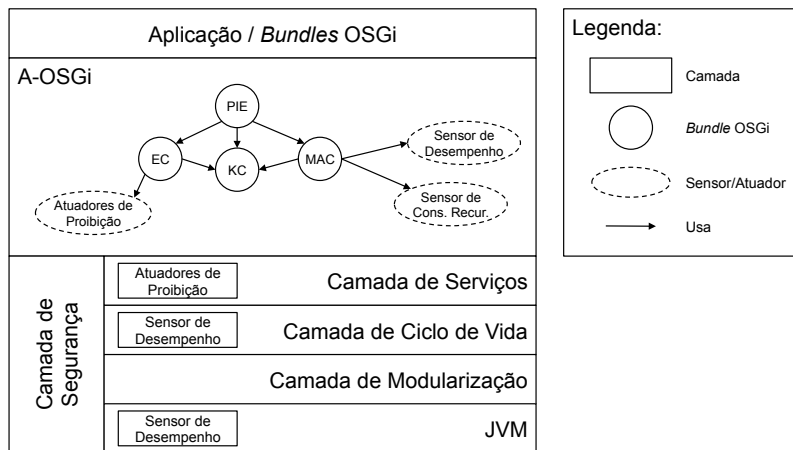 Aplicação / Bundles OSGi
A-OSGi
PIE
EC
KC
MAC
Sensor de
Desempenho
Sensor de
Cons. Recur.
Atuadores de
Proibição
Camada de
Segurança
Atuadores de
Proibição
Camada de Serviços
Sensor de
Desempenho
Camada de Ciclo de Vida
Camada de Modularização
Sensor de
Desempenho
JVM
Legenda:
Camada
Bundle OSGi
Sensor/Atuador
Usa